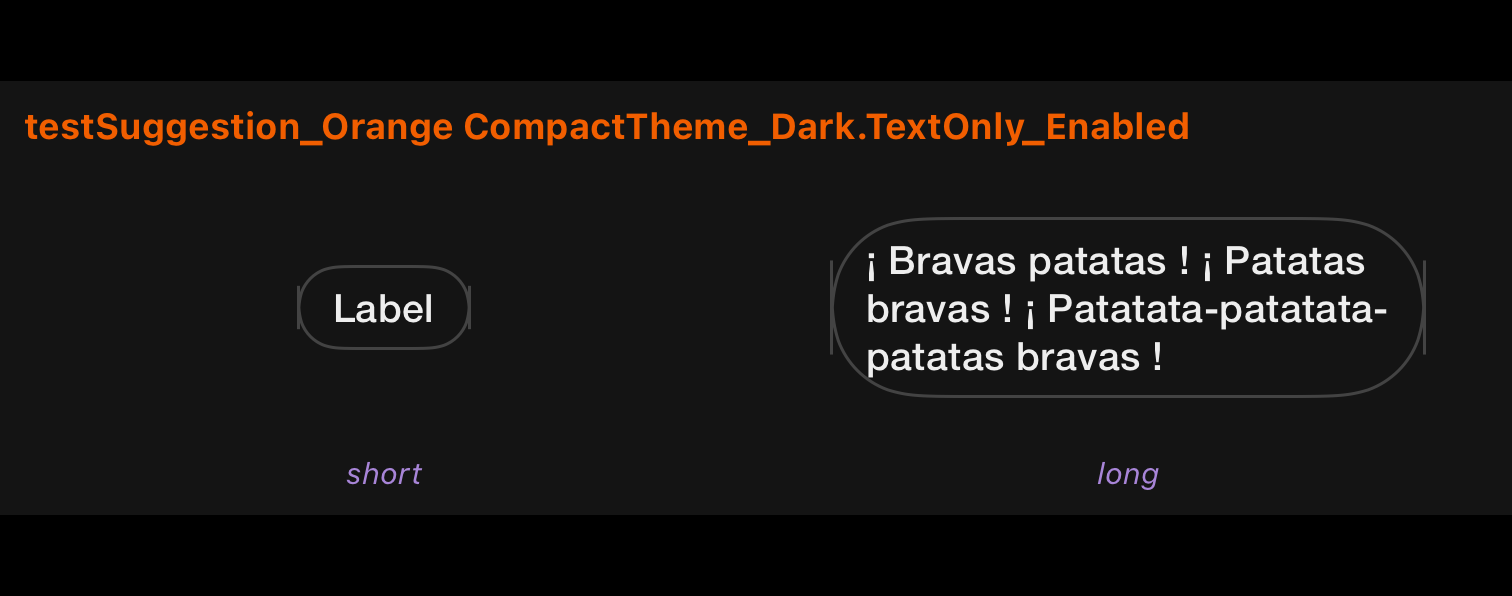 testSuggestion_Orange CompactTheme_Dark.TextOnly_Enabled
Label
¡ Bravas patatas ! ¡ Patatas
bravas ! ¡ Patatata-patatata-
patatas bravas !
short
long